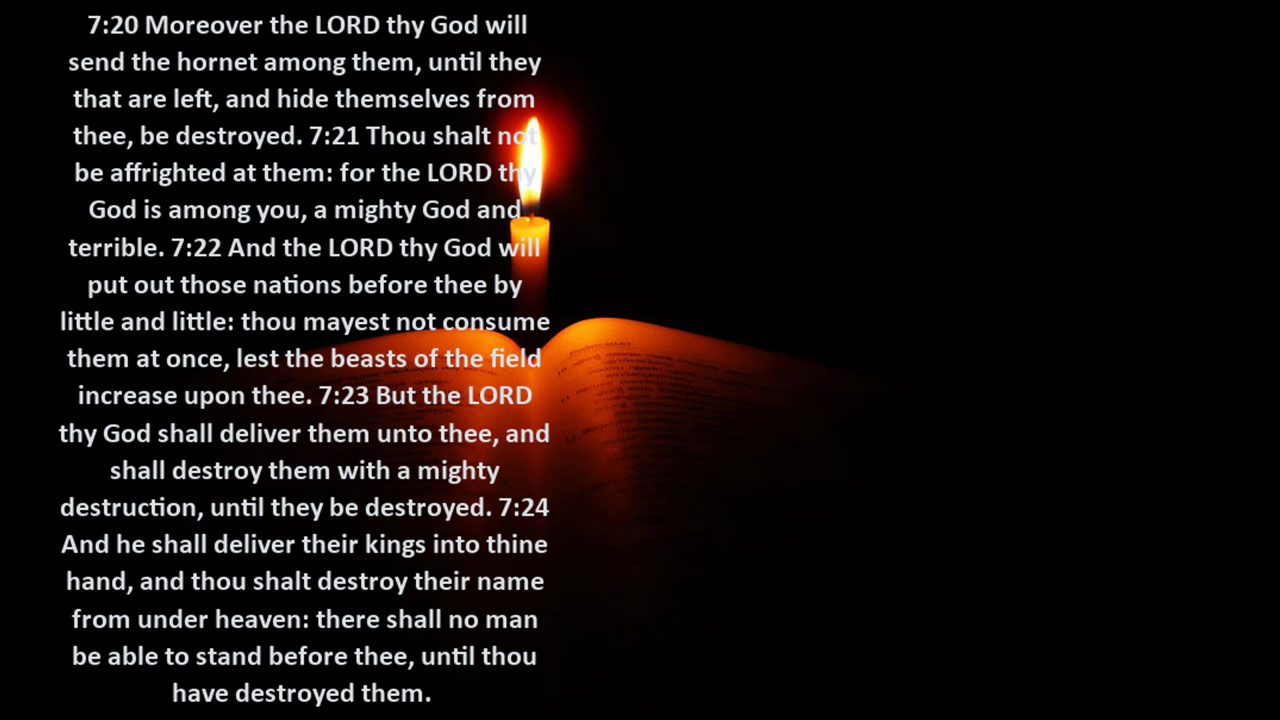 7:20 Moreover the LORD thy God will
send the hornet among them, until they
that are left, and hide themselves from
thee, be destroyed. 7:21 Thou shalt not
be affrighted at them: for the LORD thy
God is among you, a mighty God and
terrible. 7:22 And the LORD thy God will
put out those nations before thee by
little and little: thou mayest not consume
them at once, lest the beasts of the field
increase upon thee. 7:23 But the LORD
thy God shall deliver them unto thee, and
shall destroy them with a mighty
destruction, until they be destroyed. 7:24
And he shall deliver their kings into thine
hand, and thou shalt destroy their name
from under heaven: there shall no man
be able to stand before thee, until thou
have destroyed them.